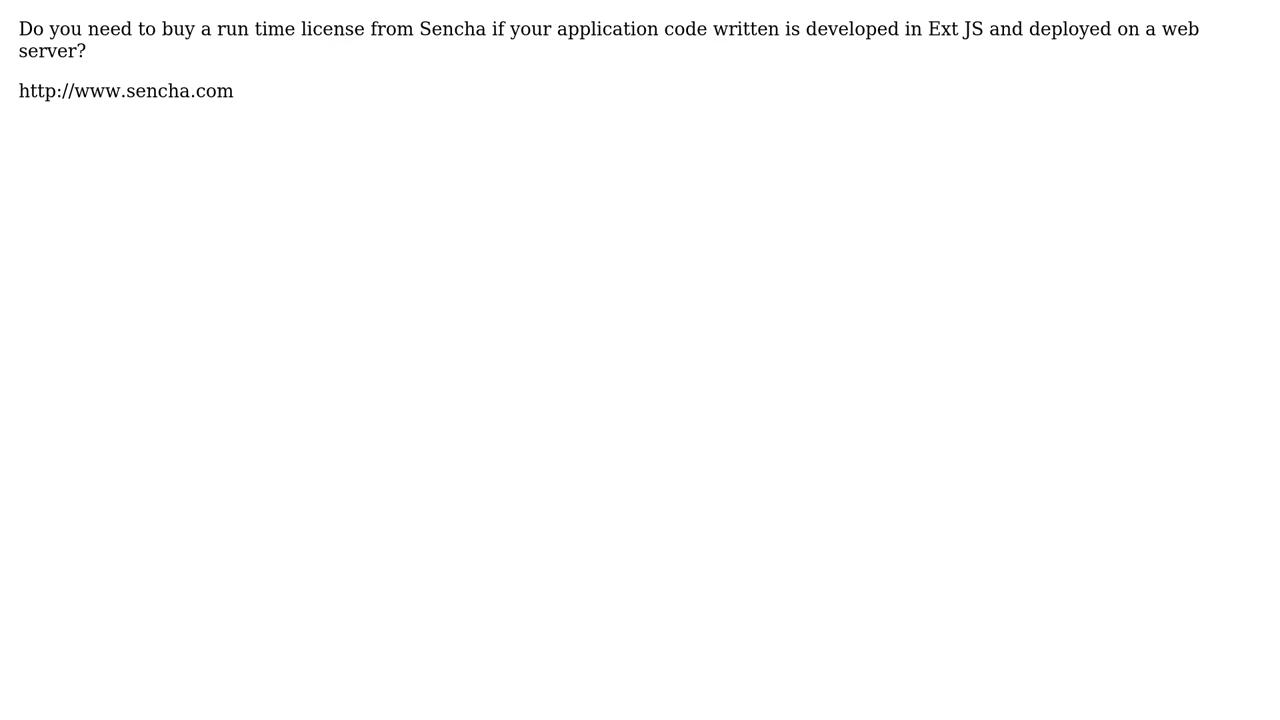 Do you need to buy a run time license from Sencha if your application code written is developed in Ext JS and deployed on a web
server?
http://www.sencha.com